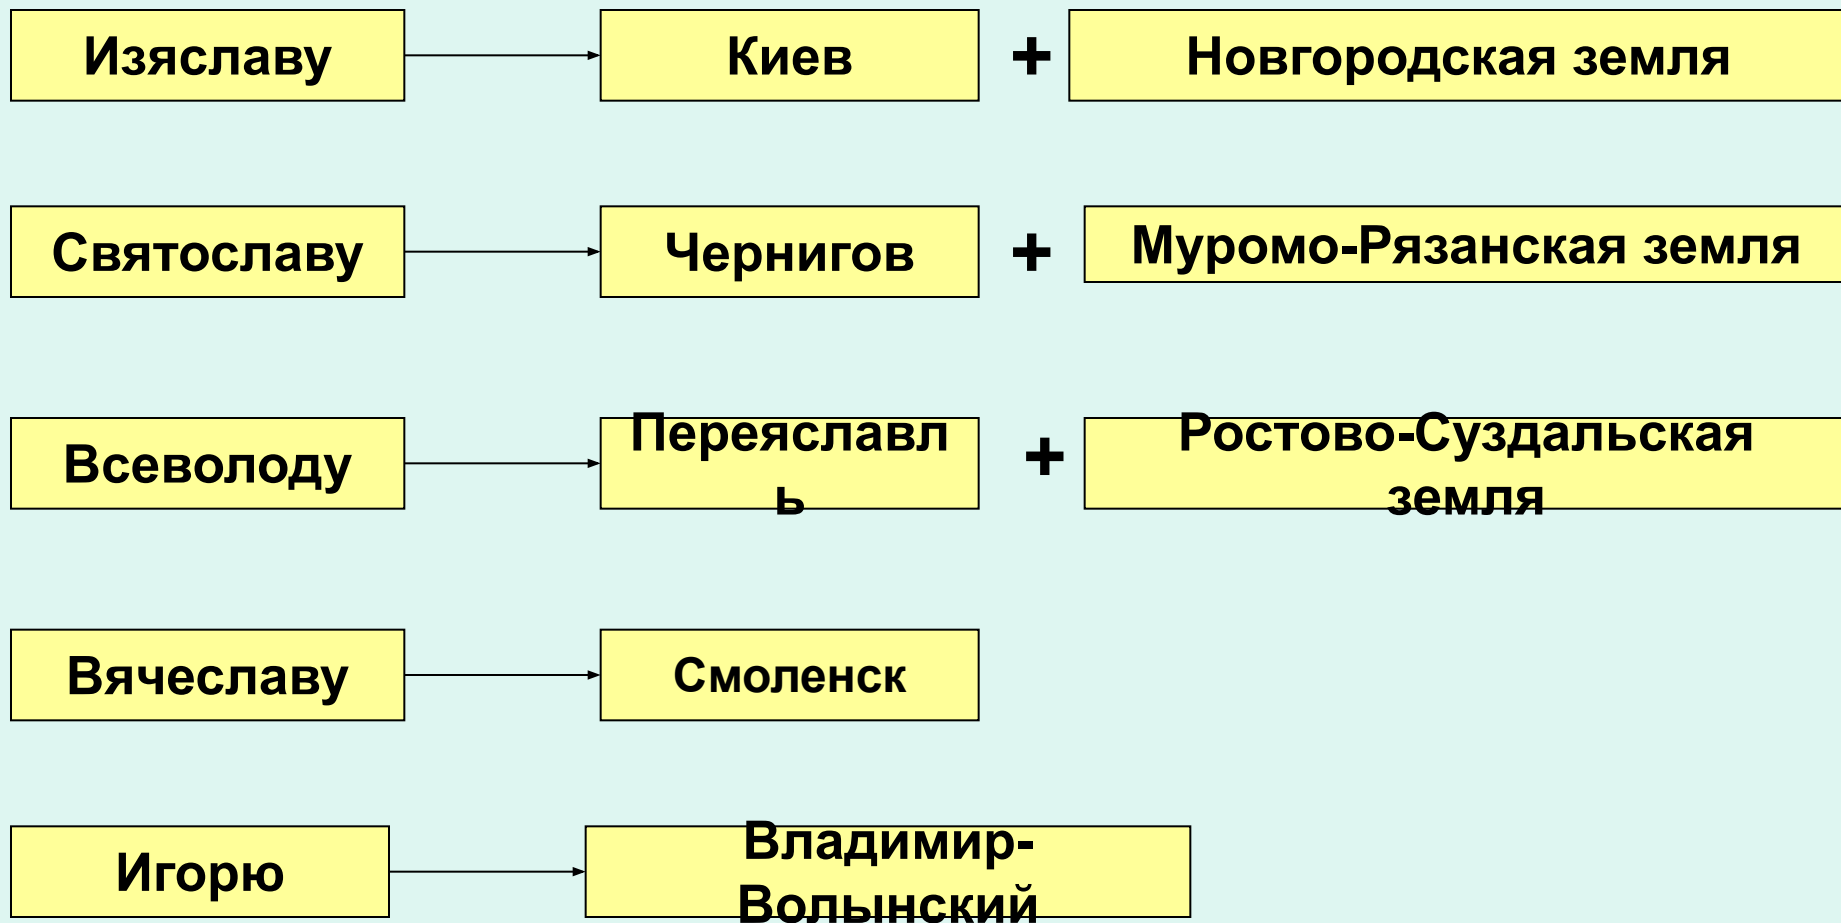 Изяславу
Киев
+
Новгородская земля
Святославу
Чернигов
+
Муромо-Рязанская земля
Всеволоду
Переяславл
ь
+
Ростово-Суздальская
земля
Вячеславу
Смоленск
Игорю
Владимир-
Волынский